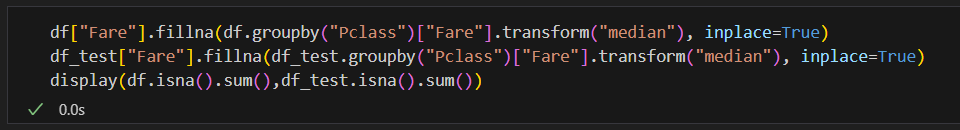 df["Fare"].fillna(df.groupby("Pclass")["Fare"].transform("median"), inplace=True)
df_test["Fare"].fillna(df_test.groupby("Pclass")["Fare"].transform("median"), inplace=True)
display(df.isna().sum(),df_test.isna().sum())
✓ 0.0s